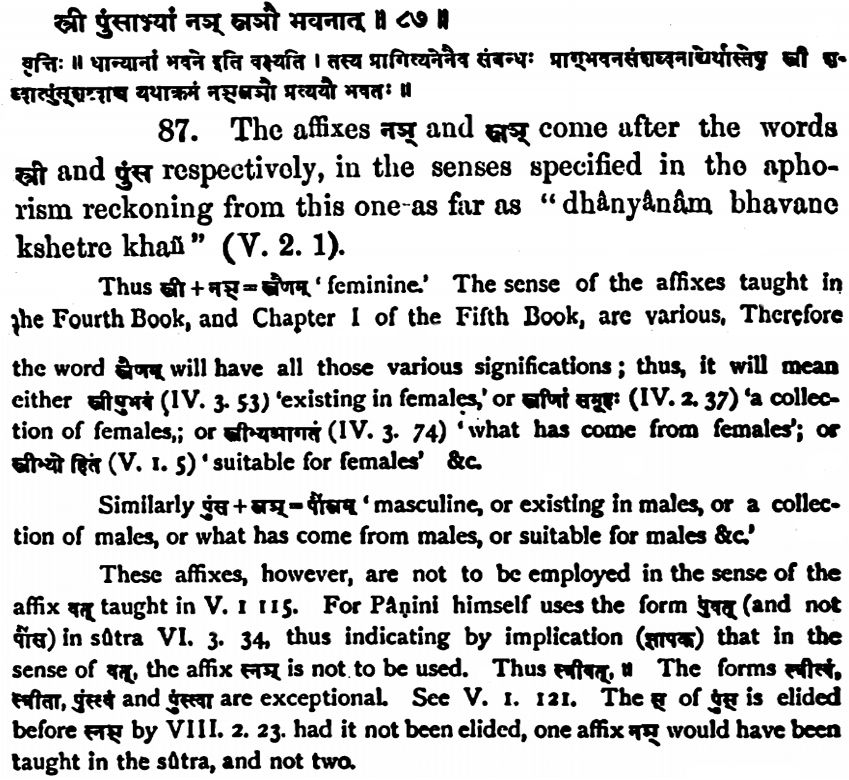 स्त्री पुंसाभ्यां नञ् स्नञौ भवनात् ॥ ८७ ॥
वृत्तिः ॥ धान्यानां भवने इति वक्ष्यति । तस्य प्रागित्यनेनैव संबन्धः प्राग्भवनसंशब्दनाद्येर्थास्तेषु स्त्री श-
ब्दात्पुंस्शब्दाच्च यथाक्रमं नञ्स्नञौ प्रत्ययौ भवतः ॥
87. The affixes नञ् and स्नञ् come after the words
स्त्री and पुंस respectively, in the senses specified in the apho-
rism reckoning from this one-as far as “dhânyânâm bhavane
kshetre khañ” (V. 2. 1).
Thus स्त्री + नञ् = स्त्रैणम् ‘feminine.’ The sense of the affixes taught in
the Fourth Book, and Chapter I of the Fifth Book, are various. Therefore
the word स्त्रैणम् will have all those various significations; thus, it will mean
either स्त्रीषुभवं (IV. 3. 53) ‘existing in females,’ or स्त्रीणां समूहः (IV. 2. 37) ‘a collec-
tion of females,; or स्त्रीभ्यआगतं (IV. 3. 74) ‘what has come from females’; or
स्त्रीभ्यो हितं (V. 1. 5) ‘suitable for females’ &c.
Similarly पुंस + स्नञ् = पौंस्नम् ‘masculine, or existing in males, or a collec-
tion of males, or what has come from males, or suitable for males &c.’
These affixes, however, are not to be employed in the sense of the
affix वत् taught in V. 1 115. For Pâṇini himself uses the form पुंवत् (and not
पौंस) in sûtra VI. 3. 34, thus indicating by implication (ज्ञापक) that in the
sense of वत्, the affix स्नञ् is not to be used. Thus स्त्रीवत्, ॥ The forms स्त्रीत्वं,
स्त्रीता, पुंस्त्वं and पुंस्त्वा are exceptional. See V. 1. 121. The स् of पुंस is elided
before स्नञ् by VIII. 2. 23. had it not been elided, one affix नञ् would have been
taught in the sûtra, and not two.